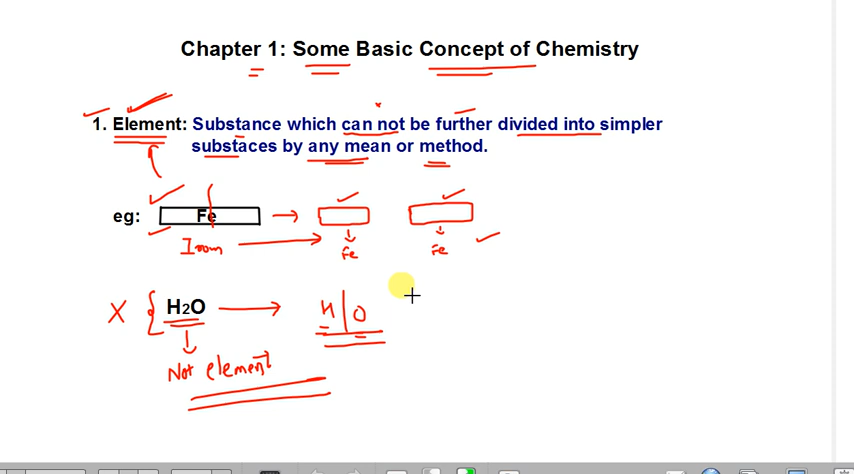 Chapter 1: Some Basic Concept of Chemistry
1. Element: Substance which can not be further divided into simpler
substaces by any mean or method.
eg: Fe
Iron Fe Fe
X { H2O H | O
Not element